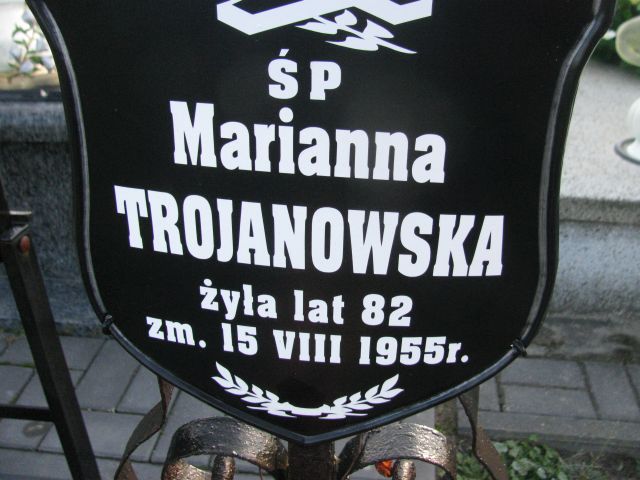 ŚP
Marianna
TROJANOWSKA
żyła lat 82
zm. 15 VIII 1955r.